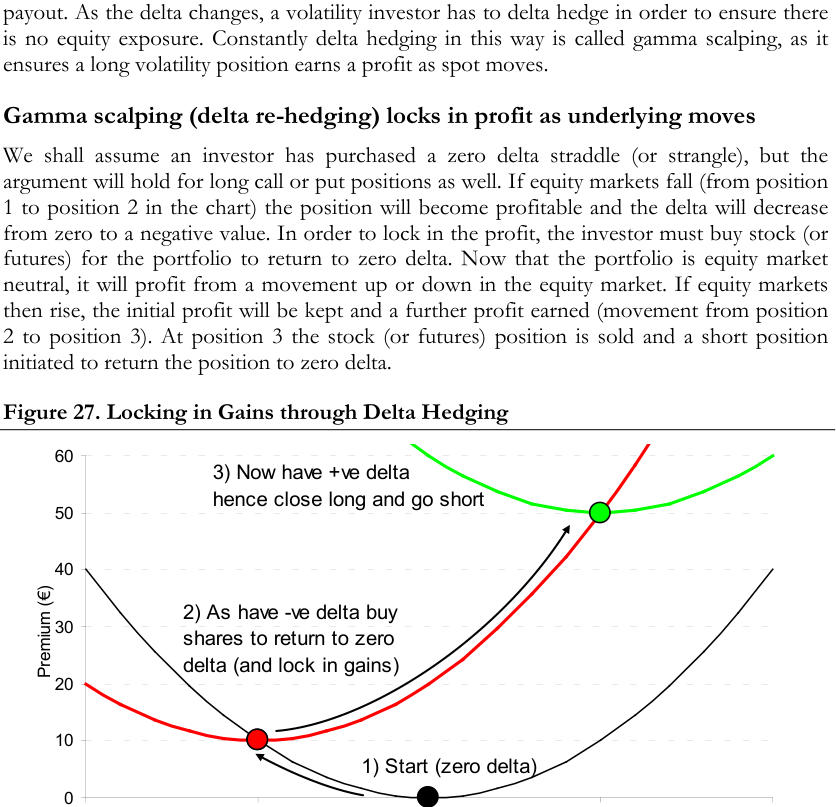 payout. As the delta changes, a volatility investor has to delta hedge in order to ensure there
is no equity exposure. Constantly delta hedging in this way is called gamma scalping, as it
ensures a long volatility position earns a profit as spot moves.
Gamma scalping (delta re-hedging) locks in profit as underlying moves
We shall assume an investor has purchased a zero delta straddle (or strangle), but the
argument will hold for long call or put positions as well. If equity markets fall (from position
1 to position 2 in the chart) the position will become profitable and the delta will decrease
from zero to a negative value. In order to lock in the profit, the investor must buy stock (or
futures) for the portfolio to return to zero delta. Now that the portfolio is equity market
neutral, it will profit from a movement up or down in the equity market. If equity markets
then rise, the initial profit will be kept and a further profit earned (movement from position
2 to position 3). At position 3 the stock (or futures) position is sold and a short position
initiated to return the position to zero delta.
Figure 27. Locking in Gains through Delta Hedging
60
3) Now have +ve delta
hence close long and go short
50
40
Premium (€)
2) As have -ve delta buy
shares to return to zero
delta (and lock in gains)
30
20
10
1) Start (zero delta)
0